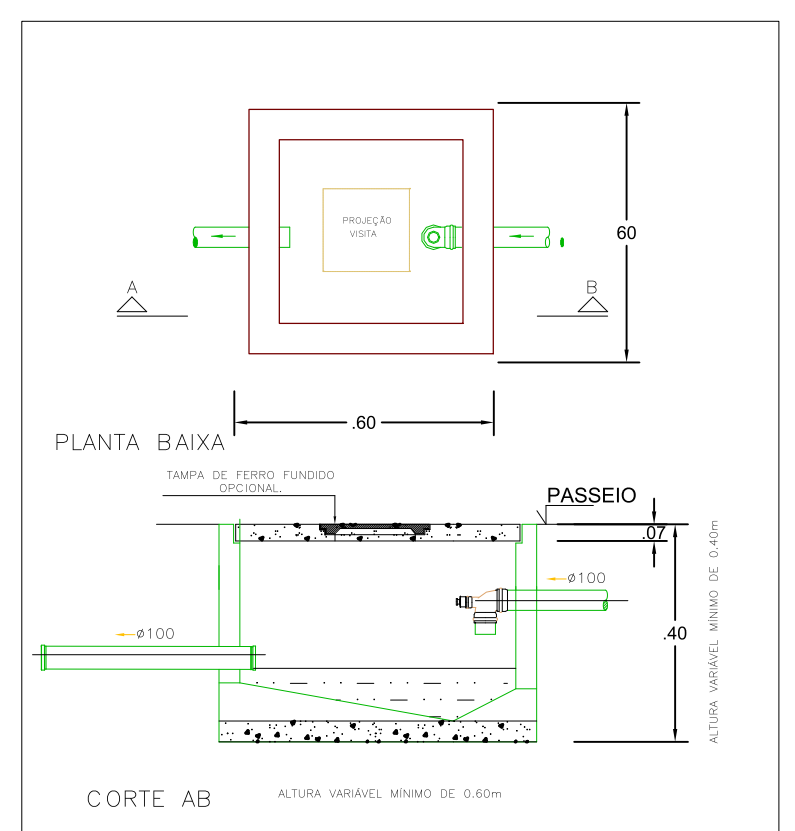 PROJEÇÃO
VISITA
60
A
B
.60
PLANTA BAIXA
TAMPA DE FERRO FUNDIDO
OPCIONAL.
PASSEIO
.07
ø100
ø100
.40
ALTURA VARIÁVEL MÍNIMO DE 0.40m
CORTE AB
ALTURA VARIÁVEL MÍNIMO DE 0.60m